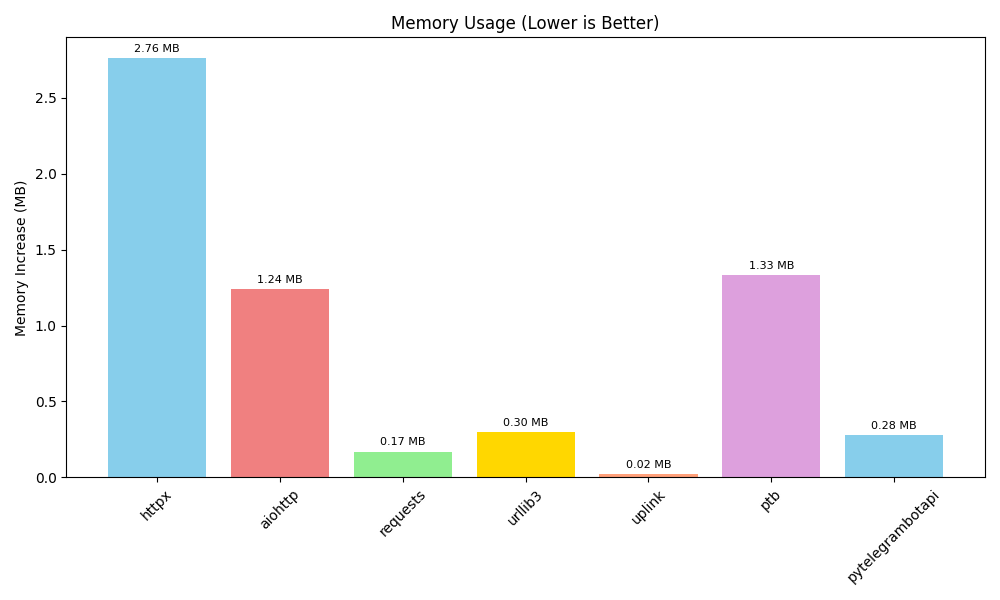 Memory Usage (Lower is Better)
2.76 MB
1.24 MB
0.17 MB
0.30 MB
0.02 MB
1.33 MB
0.28 MB
Memory Increase (MB)
2.5
2.0
1.5
1.0
0.5
0.0
httpx
aiohttp
requests
urllib3
uplink
ptb
pytelegrambotapi